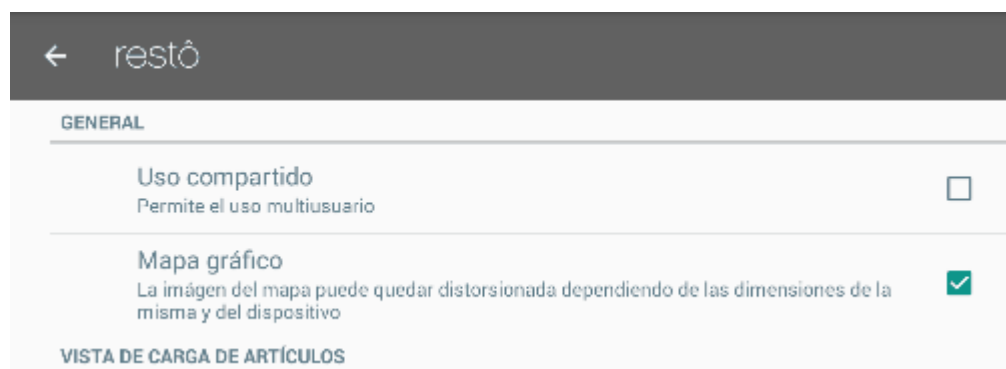 restô
GENERAL
Uso compartido
Permite el uso multiusuario
Mapa gráfico
La imágen del mapa puede quedar distorsionada dependiendo de las dimensiones de la
misma y del dispositivo
VISTA DE CARGA DE ARTÍCULOS